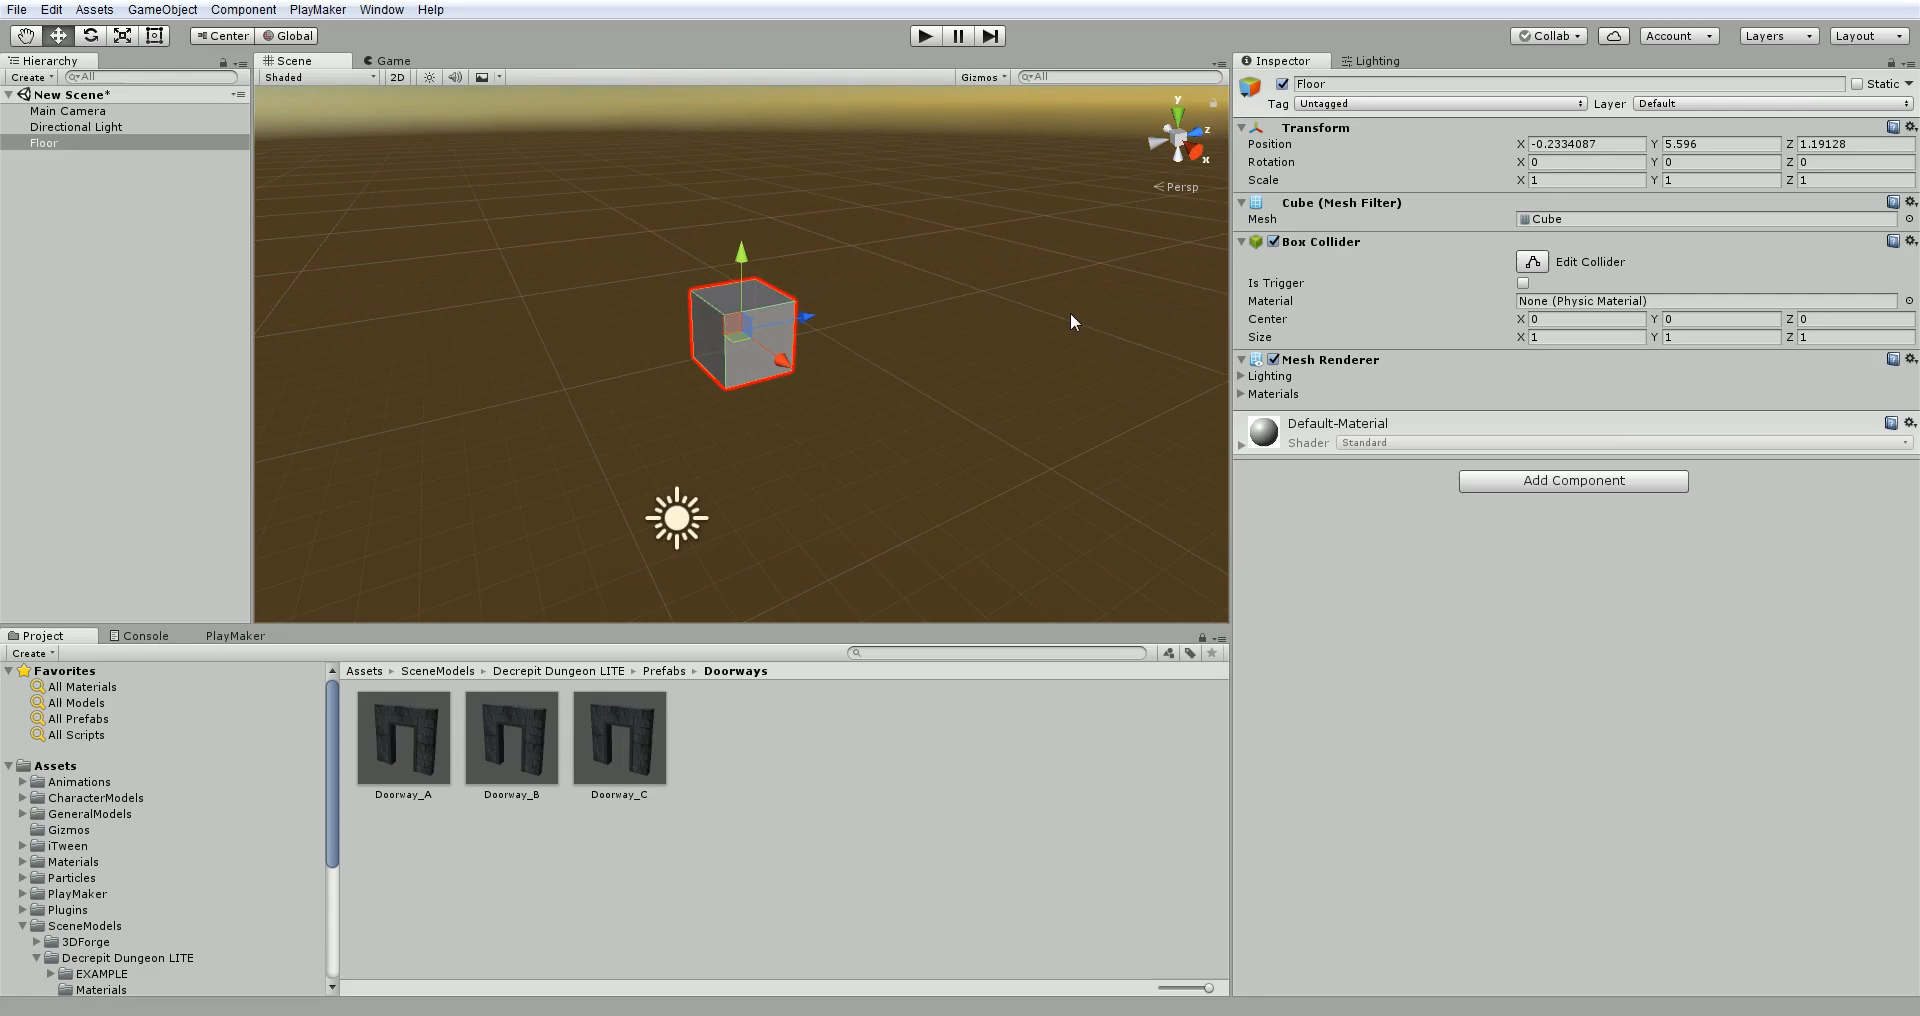 File Edit Assets GameObject Component PlayMaker Window Help
Center Global Collab Account Layers Layout
Hierarchy
Create All
New Scene*
Main Camera
Directional Light
Floor
Scene Game
Shaded 2D Gizmos All
y
z
x
Persp
Inspector Lighting
Floor Static
Tag Untagged Layer Default
Transform
Position X -0.2334087 Y 5.596 Z 1.19128
Rotation X 0 Y 0 Z 0
Scale X 1 Y 1 Z 1
Cube (Mesh Filter)
Mesh Cube
Box Collider
Edit Collider
Is Trigger
Material None (Physic Material)
Center X 0 Y 0 Z 0
Size X 1 Y 1 Z 1
Mesh Renderer
Lighting
Materials
Default-Material
Shader Standard
Add Component
Project Console PlayMaker
Create
Favorites
All Materials
All Models
All Prefabs
All Scripts
Assets
Animations
CharacterModels
GeneralModels
Gizmos
iTween
Materials
Particles
PlayMaker
Plugins
SceneModels
3DForge
Decrepit Dungeon LITE
EXAMPLE
Materials
Assets SceneModels Decrepit Dungeon LITE Prefabs Doorways
Doorway_A Doorway_B Doorway_C